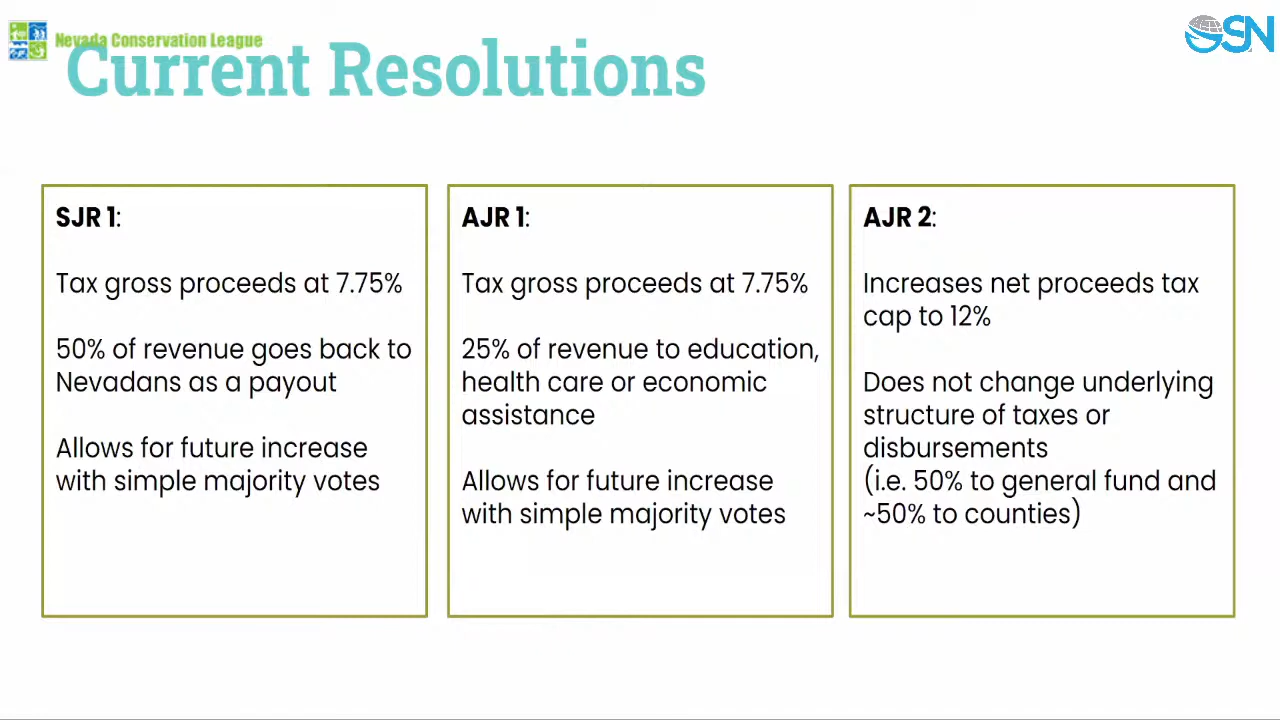 Nevada Conservation League
Current Resolutions
SJR 1:
Tax gross proceeds at 7.75%
50% of revenue goes back to
Nevadans as a payout
Allows for future increase
with simple majority votes
AJR 1:
Tax gross proceeds at 7.75%
25% of revenue to education,
health care or economic
assistance
Allows for future increase
with simple majority votes
AJR 2:
Increases net proceeds tax
cap to 12%
Does not change underlying
structure of taxes or
disbursements
(i.e. 50% to general fund and
~50% to counties)